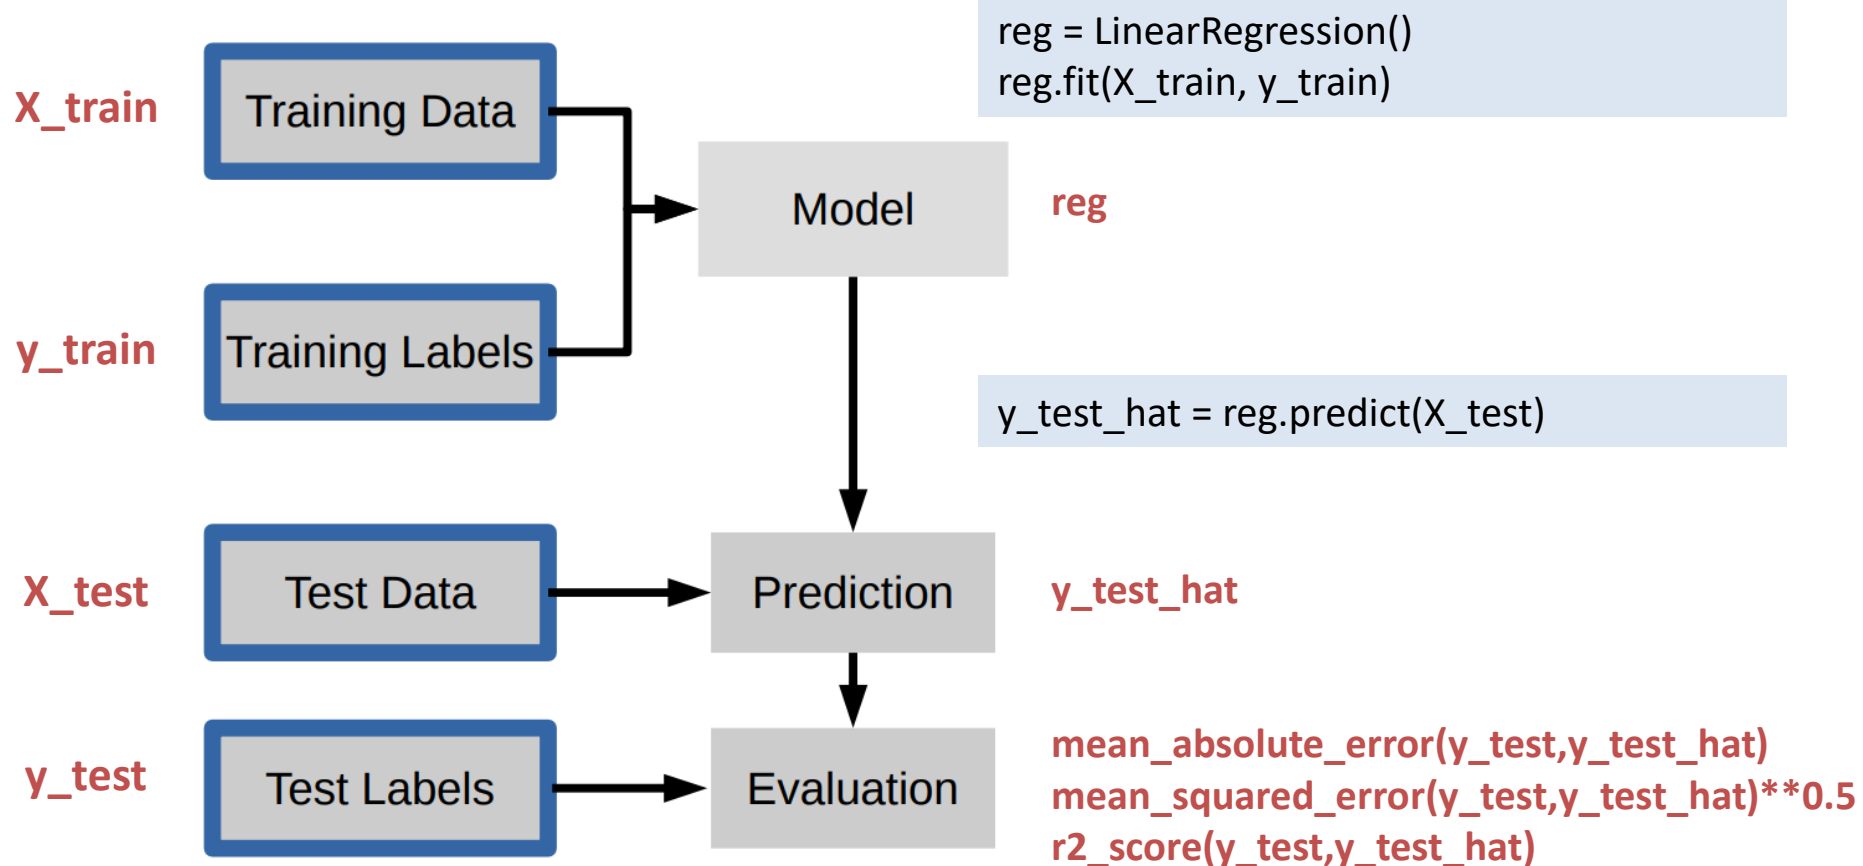 reg = LinearRegression()
reg.fit(X_train, y_train)
X_train
Training Data
Model
reg
y_train
Training Labels
y_test_hat = reg.predict(X_test)
X_test
Test Data
Prediction
y_test_hat
y_test
Test Labels
Evaluation
mean_absolute_error(y_test,y_test_hat)
mean_squared_error(y_test,y_test_hat)**0.5
r2_score(y_test,y_test_hat)